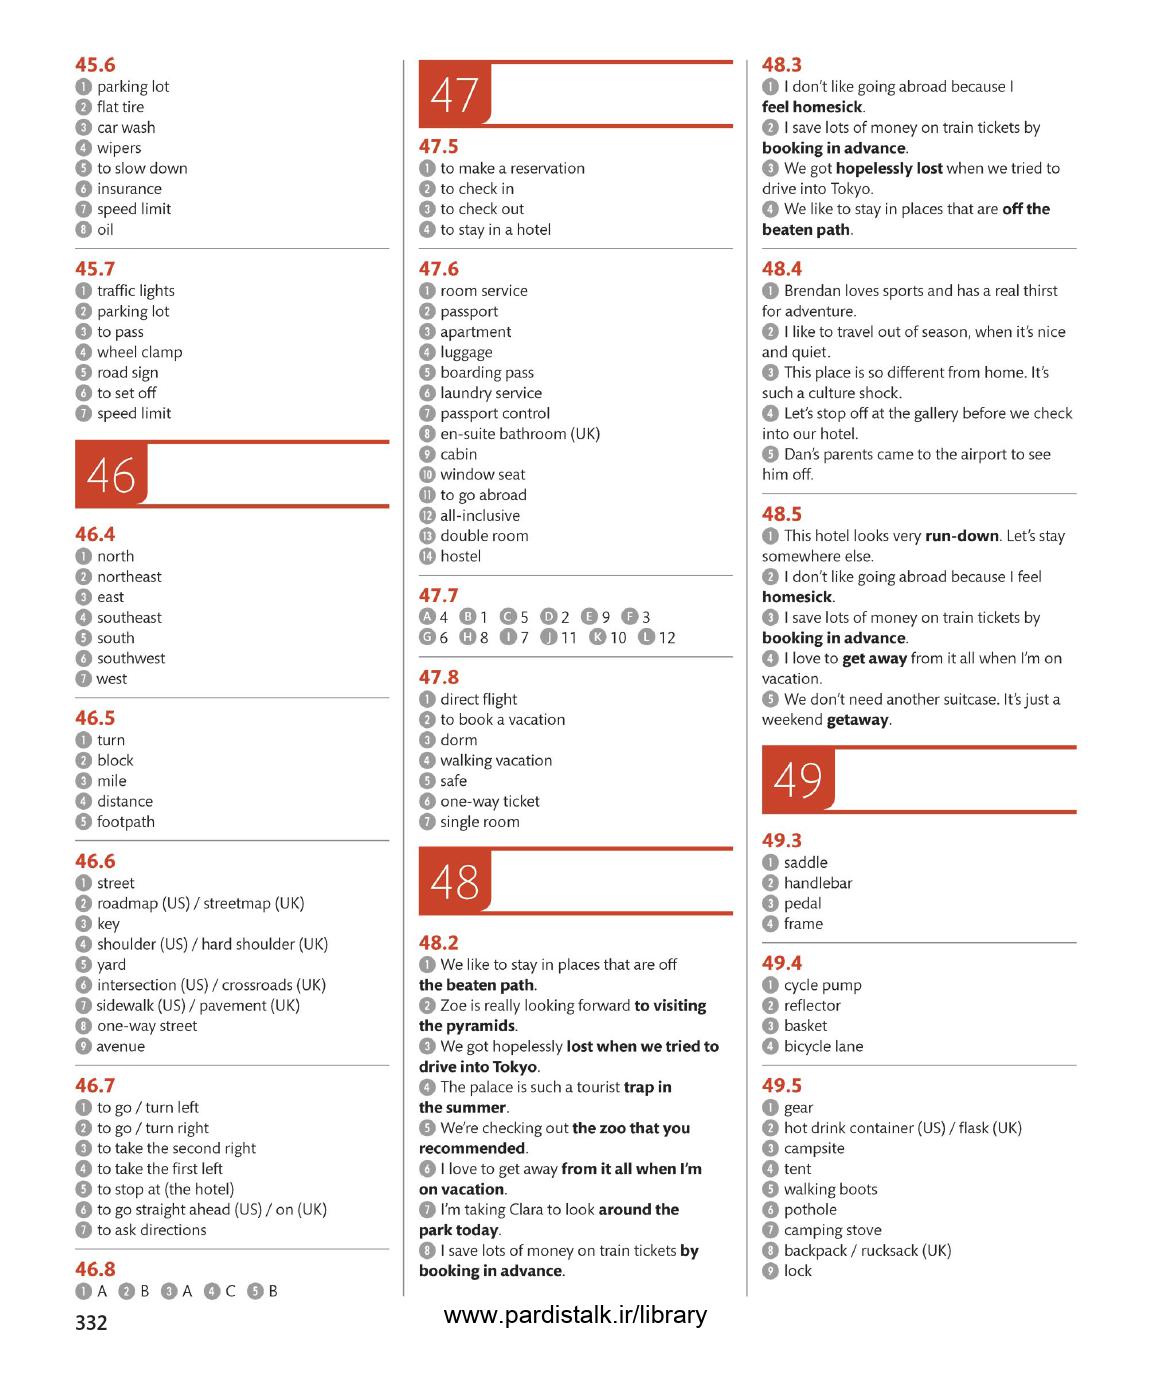 45.6
1 parking lot
2 flat tire
3 car wash
4 wipers
5 to slow down
6 insurance
7 speed limit
8 oil
45.7
1 traffic lights
2 parking lot
3 to pass
4 wheel clamp
5 road sign
6 to set off
7 speed limit
46
46.4
1 north
2 northeast
3 east
4 southeast
5 south
6 southwest
7 west
46.5
1 turn
2 block
3 mile
4 distance
5 footpath
46.6
1 street
2 roadmap (US) / streetmap (UK)
3 key
4 shoulder (US) / hard shoulder (UK)
5 yard
6 intersection (US) / crossroads (UK)
7 sidewalk (US) / pavement (UK)
8 one-way street
9 avenue
46.7
1 to go / turn left
2 to go / turn right
3 to take the second right
4 to take the first left
5 to stop at (the hotel)
6 to go straight ahead (US) / on (UK)
7 to ask directions
46.8
1 A 2 B 3 A 4 C 5 B
47
47.5
1 to make a reservation
2 to check in
3 to check out
4 to stay in a hotel
47.6
1 room service
2 passport
3 apartment
4 luggage
5 boarding pass
6 laundry service
7 passport control
8 en-suite bathroom (UK)
9 cabin
10 window seat
11 to go abroad
12 all-inclusive
13 double room
14 hostel
47.7
A 4 B 1 C 5 D 2 E 9 F 3
G 6 H 8 I 7 J 11 K 10 L 12
47.8
1 direct flight
2 to book a vacation
3 dorm
4 walking vacation
5 safe
6 one-way ticket
7 single room
48
48.2
1 We like to stay in places that are off
the beaten path.
2 Zoe is really looking forward to visiting
the pyramids.
3 We got hopelessly lost when we tried to
drive into Tokyo.
4 The palace is such a tourist trap in
the summer.
5 We're checking out the zoo that you
recommended.
6 I love to get away from it all when I'm
on vacation.
7 I'm taking Clara to look around the
park today.
8 I save lots of money on train tickets by
booking in advance.
48.3
1 I don't like going abroad because I
feel homesick.
2 I save lots of money on train tickets by
booking in advance.
3 We got hopelessly lost when we tried to
drive into Tokyo.
4 We like to stay in places that are off the
beaten path.
48.4
1 Brendan loves sports and has a real thirst
for adventure.
2 I like to travel out of season, when it's nice
and quiet.
3 This place is so different from home. It's
such a culture shock.
4 Let's stop off at the gallery before we check
into our hotel.
5 Dan's parents came to the airport to see
him off.
48.5
1 This hotel looks very run-down. Let's stay
somewhere else.
2 I don't like going abroad because I feel
homesick.
3 I save lots of money on train tickets by
booking in advance.
4 I love to get away from it all when I'm on
vacation.
5 We don't need another suitcase. It's just a
weekend getaway.
49
49.3
1 saddle
2 handlebar
3 pedal
4 frame
49.4
1 cycle pump
2 reflector
3 basket
4 bicycle lane
49.5
1 gear
2 hot drink container (US) / flask (UK)
3 campsite
4 tent
5 walking boots
6 pothole
7 camping stove
8 backpack / rucksack (UK)
9 lock
332
www.pardistalk.ir/library